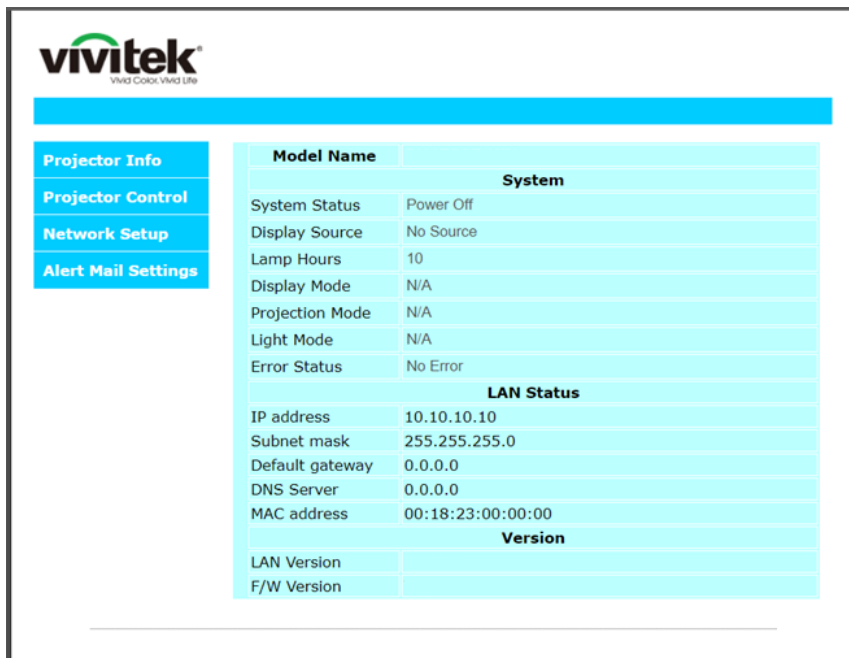 vivitek®
Vivid Color, Vivid Life
Projector Info
Projector Control
Network Setup
Alert Mail Settings
Model Name
System
System Status Power Off
Display Source No Source
Lamp Hours 10
Display Mode N/A
Projection Mode N/A
Light Mode N/A
Error Status No Error
LAN Status
IP address 10.10.10.10
Subnet mask 255.255.255.0
Default gateway 0.0.0.0
DNS Server 0.0.0.0
MAC address 00:18:23:00:00:00
Version
LAN Version
F/W Version